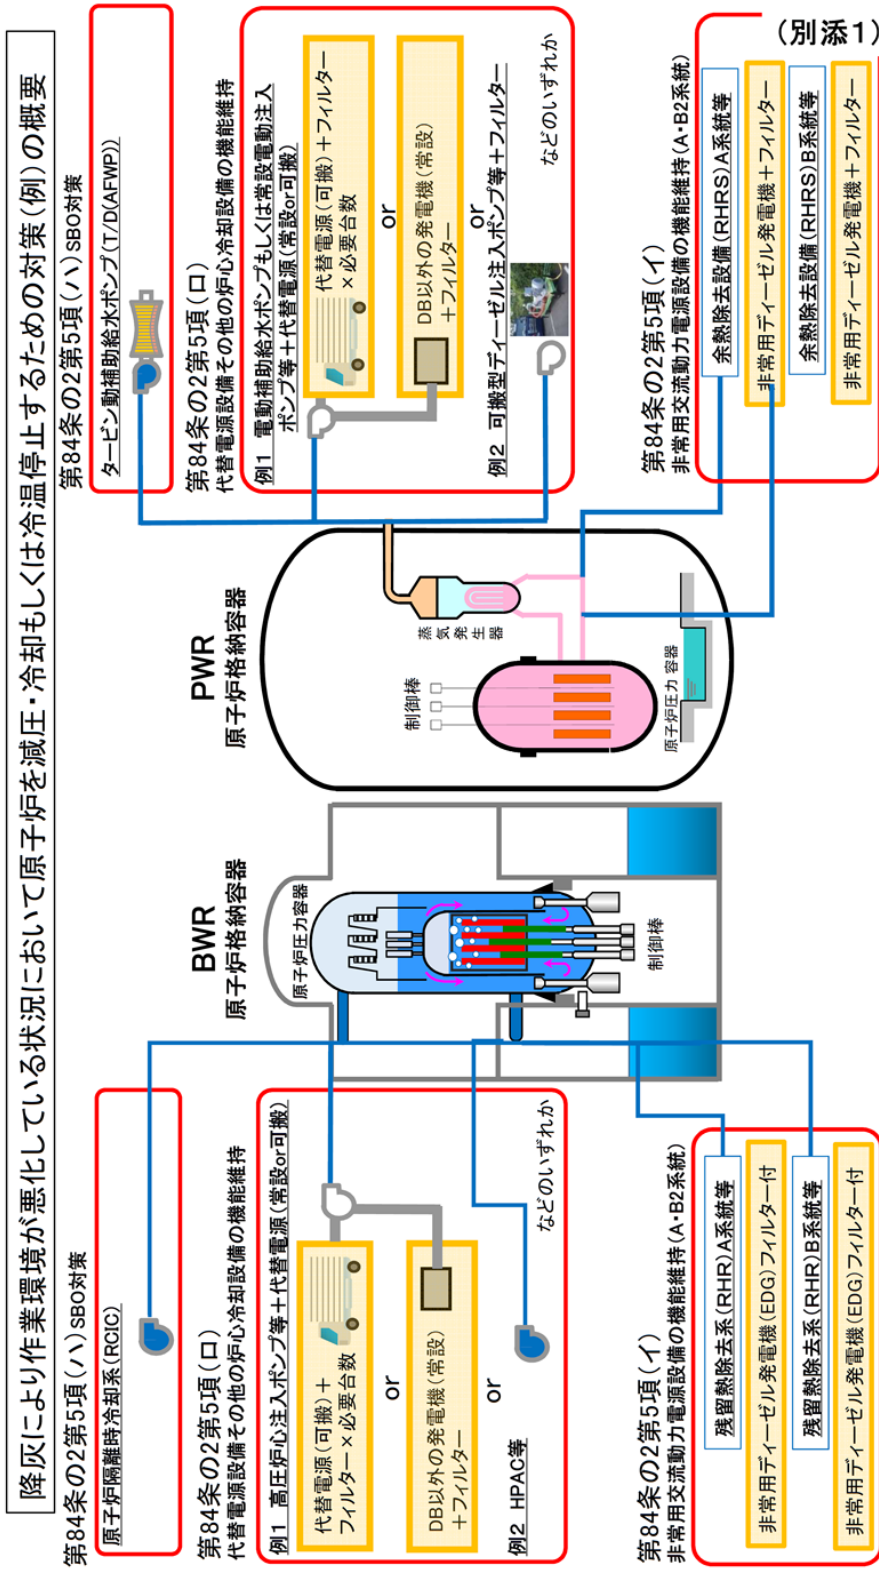 (別添1)
降灰により作業環境が悪化している状況において原子炉を減圧・冷却もしくは冷温停止するための対策(例)の概要
第84条の2第5項(ハ)SBO対策
原子炉隔離時冷却系(RCIC)
第84条の2第5項(ロ)
代替電源設備その他の炉心冷却設備の機能維持
例1 高圧炉心注入ポンプ等+代替電源(常設or可搬)
代替電源(可搬)+
フィルター×必要台数
or
DB以外の発電機(常設)
+フィルター
or
例2 HPAC等
などのいずれか
第84条の2第5項(イ)
非常用交流動力電源設備の機能維持(A・B2系統)
残留熱除去系(RHR)A系統等
非常用ディーゼル発電機(EDG)フィルター付
残留熱除去系(RHR)B系統等
非常用ディーゼル発電機(EDG)フィルター付
BWR
原子炉格納容器
原子炉圧力容器
制御棒
PWR
原子炉格納容器
制御棒
蒸気発生器
原子炉圧力容器
第84条の2第5項(ハ)SBO対策
タービン動補助給水ポンプ(T/D(AFWP))
第84条の2第5項(ロ)
代替電源設備その他の炉心冷却設備の機能維持
例1 電動補助給水ポンプもしくは常設電動注入
ポンプ等+代替電源(常設or可搬)
代替電源(可搬)+フィルター
×必要台数
or
DB以外の発電機(常設)
+フィルター
or
例2 可搬型ディーゼル注入ポンプ等+フィルター
などのいずれか
第84条の2第5項(イ)
非常用交流動力電源設備の機能維持(A・B2系統)
余熱除去設備(RHRS)A系統等
非常用ディーゼル発電機+フィルター
余熱除去設備(RHRS)B系統等
非常用ディーゼル発電機+フィルター